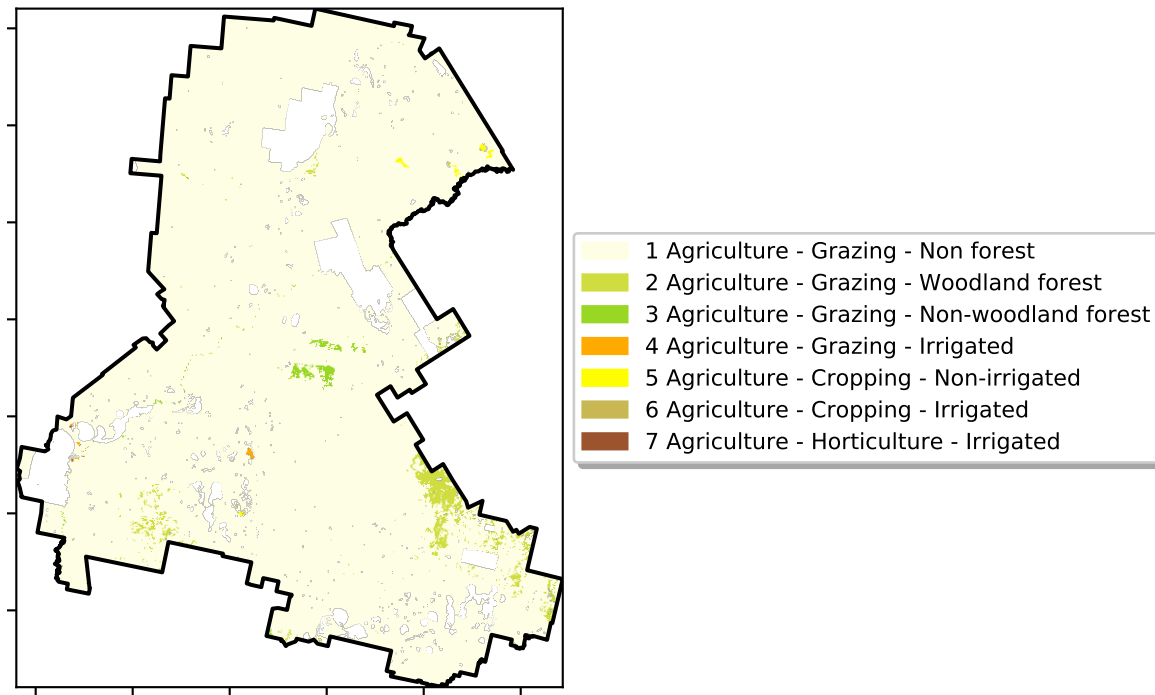 1 Agriculture - Grazing - Non forest
2 Agriculture - Grazing - Woodland forest
3 Agriculture - Grazing - Non-woodland forest
4 Agriculture - Grazing - Irrigated
5 Agriculture - Cropping - Non-irrigated
6 Agriculture - Cropping - Irrigated
7 Agriculture - Horticulture - Irrigated